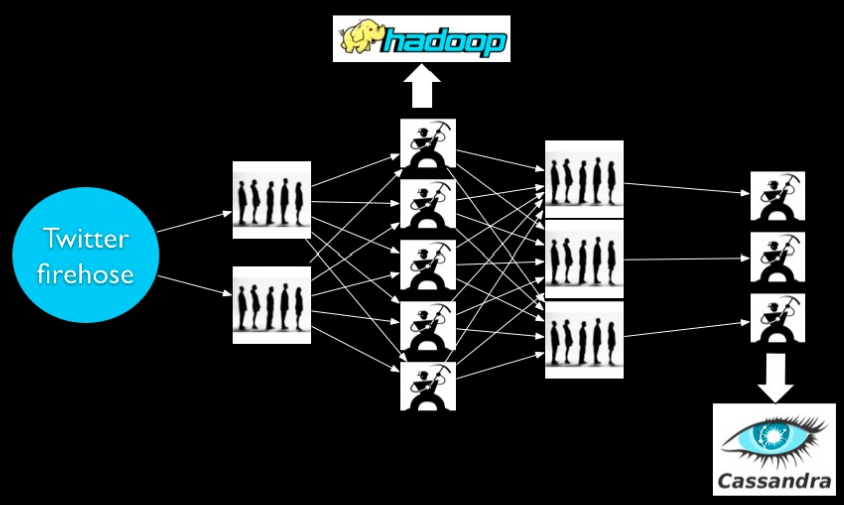 hadoop
Twitter
firehose
Cassandra